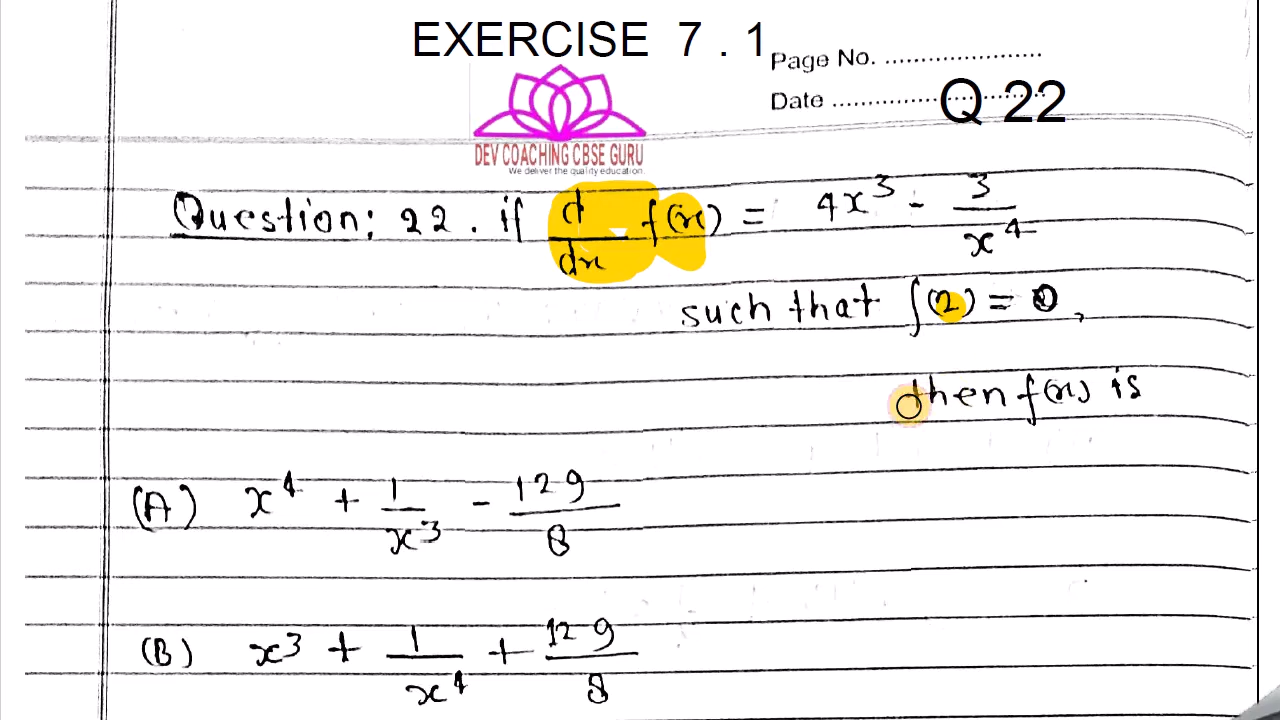 EXERCISE 7 . 1
Page No. ........................
Date ........................
Q 22
DEV COACHING CBSE GURU
We deliver the quality education.
Question: 22. if d/dx f(x) = 4x³ - 3/x⁴
such that f(2) = 0,
then f(x) is
(A) x⁴ + 1/x³ - 129/8
(B) x³ + 1/x⁴ + 129/8